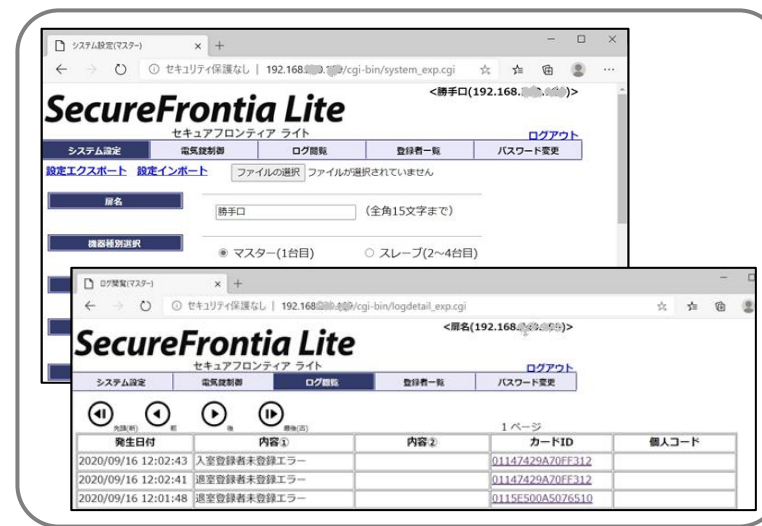 システム設定(マスター)
セキュリティ保護なし | 192.168. /cgi-bin/system_exp.cgi
<勝手口(192.168. )>
SecureFrontia Lite
セキュアフロンティア ライト
ログアウト
システム設定 電気錠制御 ログ閲覧 登録者一覧 パスワード変更
設定エクスポート 設定インポート ファイルの選択 ファイルが選択されていません
扉名 勝手口 (全角15文字まで)
機器種別選択 マスター(1台目) スレーブ(2~4台目)
ログ閲覧(マスター)
セキュリティ保護なし | 192.168. /cgi-bin/logdetail_exp.cgi
<扉名(192.168. )>
SecureFrontia Lite
セキュアフロンティア ライト
ログアウト
システム設定 電気錠制御 ログ閲覧 登録者一覧 パスワード変更
先頭(新) 前 後 最後(古) 1 ページ
発生日付 内容① 内容② カードID 個人コード
2020/09/16 12:02:43 入室登録者未登録エラー 01147429A70FF312
2020/09/16 12:02:41 退室登録者未登録エラー 01147429A70FF312
2020/09/16 12:01:48 退室登録者未登録エラー 0115E500A5076510